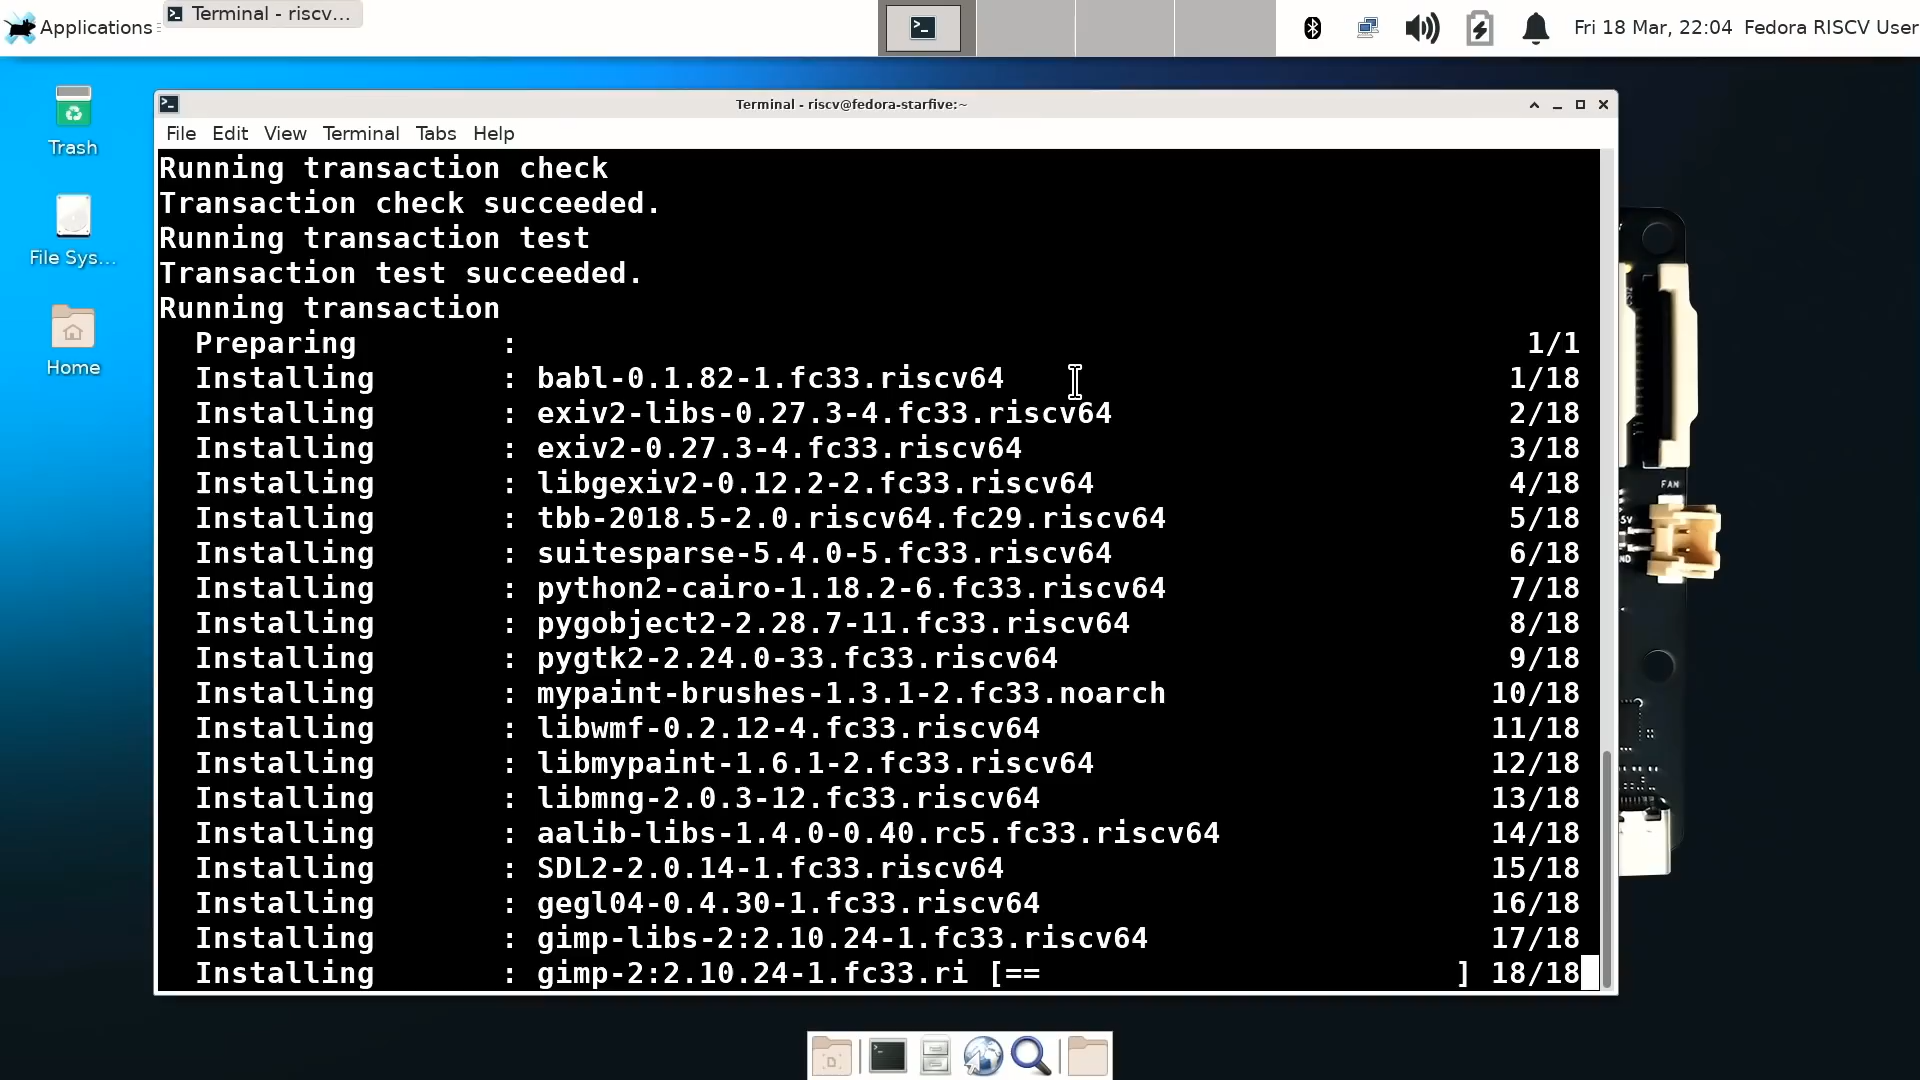 Applications
Terminal - riscv...
Fri 18 Mar, 22:04
Fedora RISCV User
Trash
File Sys...
Home
Terminal - riscv@fedora-starfive:~
File Edit View Terminal Tabs Help
Running transaction check
Transaction check succeeded.
Running transaction test
Transaction test succeeded.
Running transaction
Preparing : 1/1
Installing : babl-0.1.82-1.fc33.riscv64 1/18
Installing : exiv2-libs-0.27.3-4.fc33.riscv64 2/18
Installing : exiv2-0.27.3-4.fc33.riscv64 3/18
Installing : libgexiv2-0.12.2-2.fc33.riscv64 4/18
Installing : tbb-2018.5-2.0.riscv64.fc29.riscv64 5/18
Installing : suitesparse-5.4.0-5.fc33.riscv64 6/18
Installing : python2-cairo-1.18.2-6.fc33.riscv64 7/18
Installing : pygobject2-2.28.7-11.fc33.riscv64 8/18
Installing : pygtk2-2.24.0-33.fc33.riscv64 9/18
Installing : mypaint-brushes-1.3.1-2.fc33.noarch 10/18
Installing : libwmf-0.2.12-4.fc33.riscv64 11/18
Installing : libmypaint-1.6.1-2.fc33.riscv64 12/18
Installing : libmng-2.0.3-12.fc33.riscv64 13/18
Installing : aalib-libs-1.4.0-0.40.rc5.fc33.riscv64 14/18
Installing : SDL2-2.0.14-1.fc33.riscv64 15/18
Installing : gegl04-0.4.30-1.fc33.riscv64 16/18
Installing : gimp-libs-2:2.10.24-1.fc33.riscv64 17/18
Installing : gimp-2:2.10.24-1.fc33.ri [== ] 18/18
FAN
5V